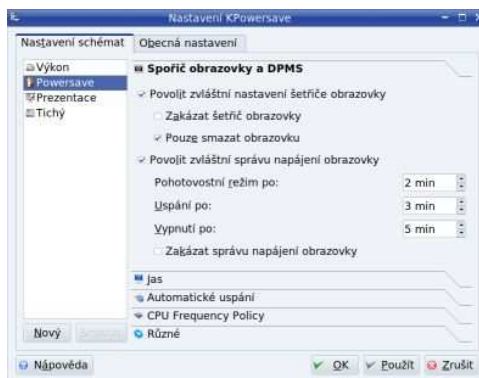 Nastavení KPowersave
Nastavení schémat
Obecná nastavení
Výkon
Powersave
Prezentace
Tichý
Spořič obrazovky a DPMS
Povolit zvláštní nastavení šetřiče obrazovky
Zakázat šetřič obrazovky
Pouze smazat obrazovku
Povolit zvláštní správu napájení obrazovky
Pohotovostní režim po: 2 min
Uspání po: 3 min
Vypnutí po: 5 min
Zakázat správu napájení obrazovky
Jas
Automatické uspání
CPU Frequency Policy
Různé
Nový
Nápověda
OK
Použít
Zrušit